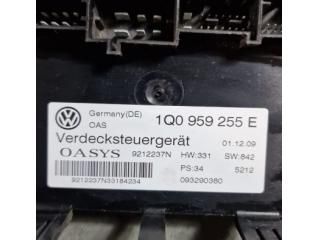 Germany(DE) 1Q0 959 255 E
OAS
Verdecksteuergerät 01.12.09
OASYS 9212237N HW:331 SW:842
PS:34 5212
9212237N33184234 093290380